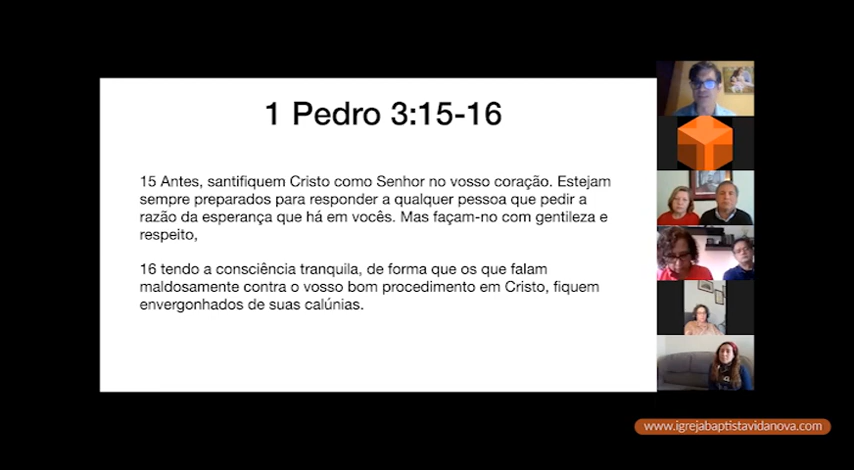 1 Pedro 3:15-16
15 Antes, santifiquem Cristo como Senhor no vosso coração. Estejam
sempre preparados para responder a qualquer pessoa que pedir a
razão da esperança que há em vocês. Mas façam-no com gentileza e
respeito,
16 tendo a consciência tranquila, de forma que os que falam
maldosamente contra o vosso bom procedimento em Cristo, fiquem
envergonhados de suas calúnias.
www.igrejabaptistavidanova.com